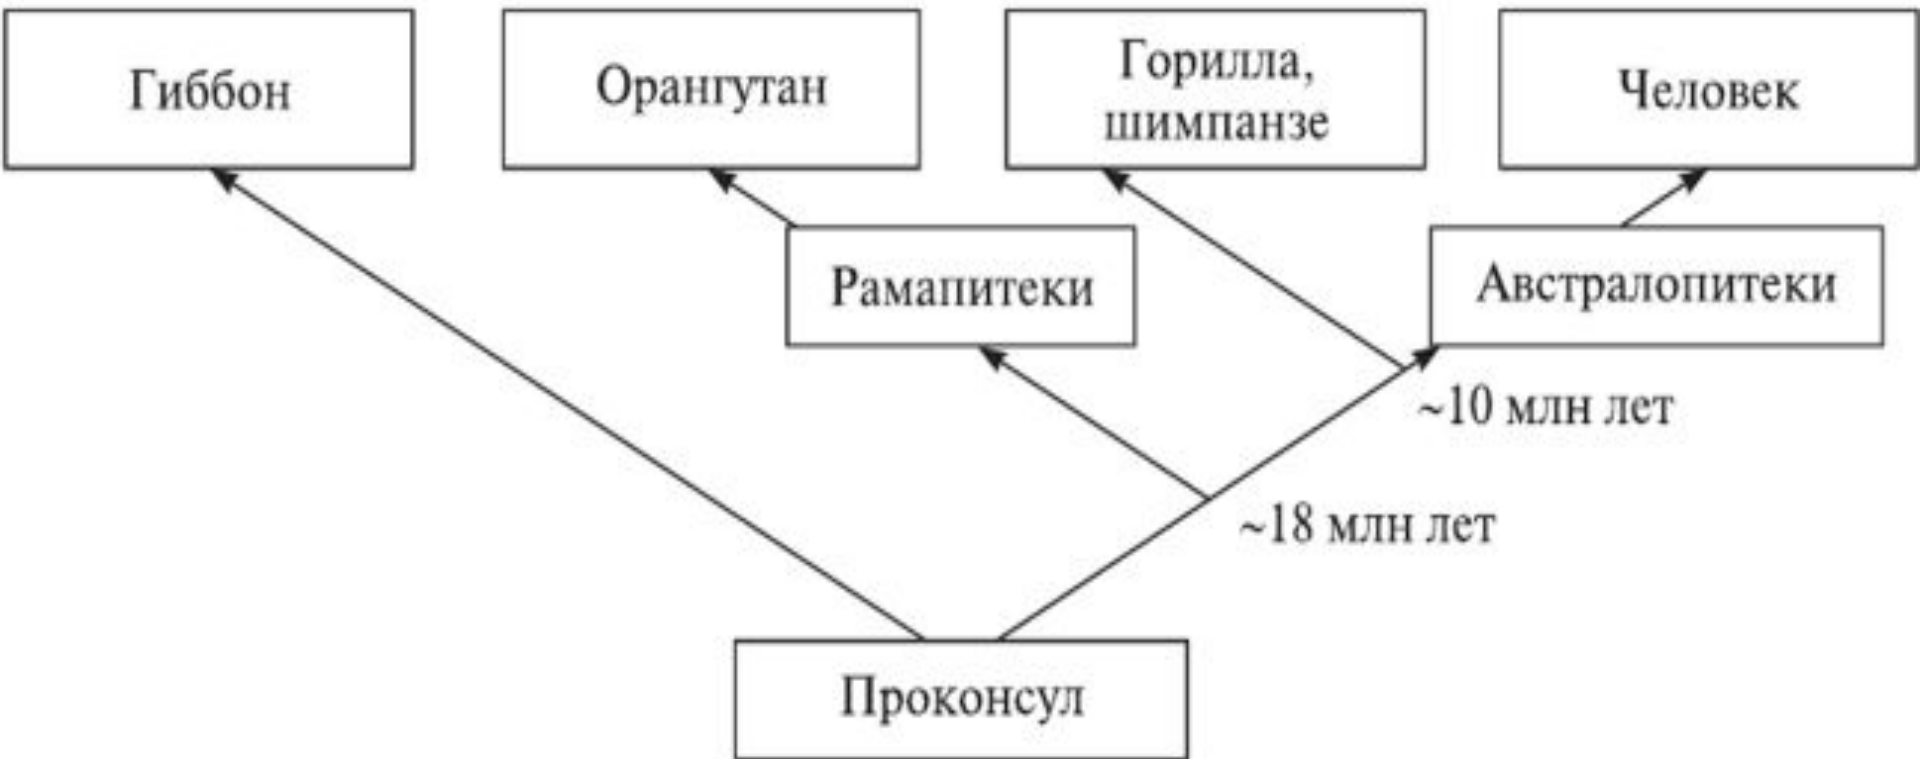 Гиббон
Орангутан
Горилла,
шимпанзе
Человек
Рамапитеки
Австралопитеки
~10 млн лет
~18 млн лет
Проконсул